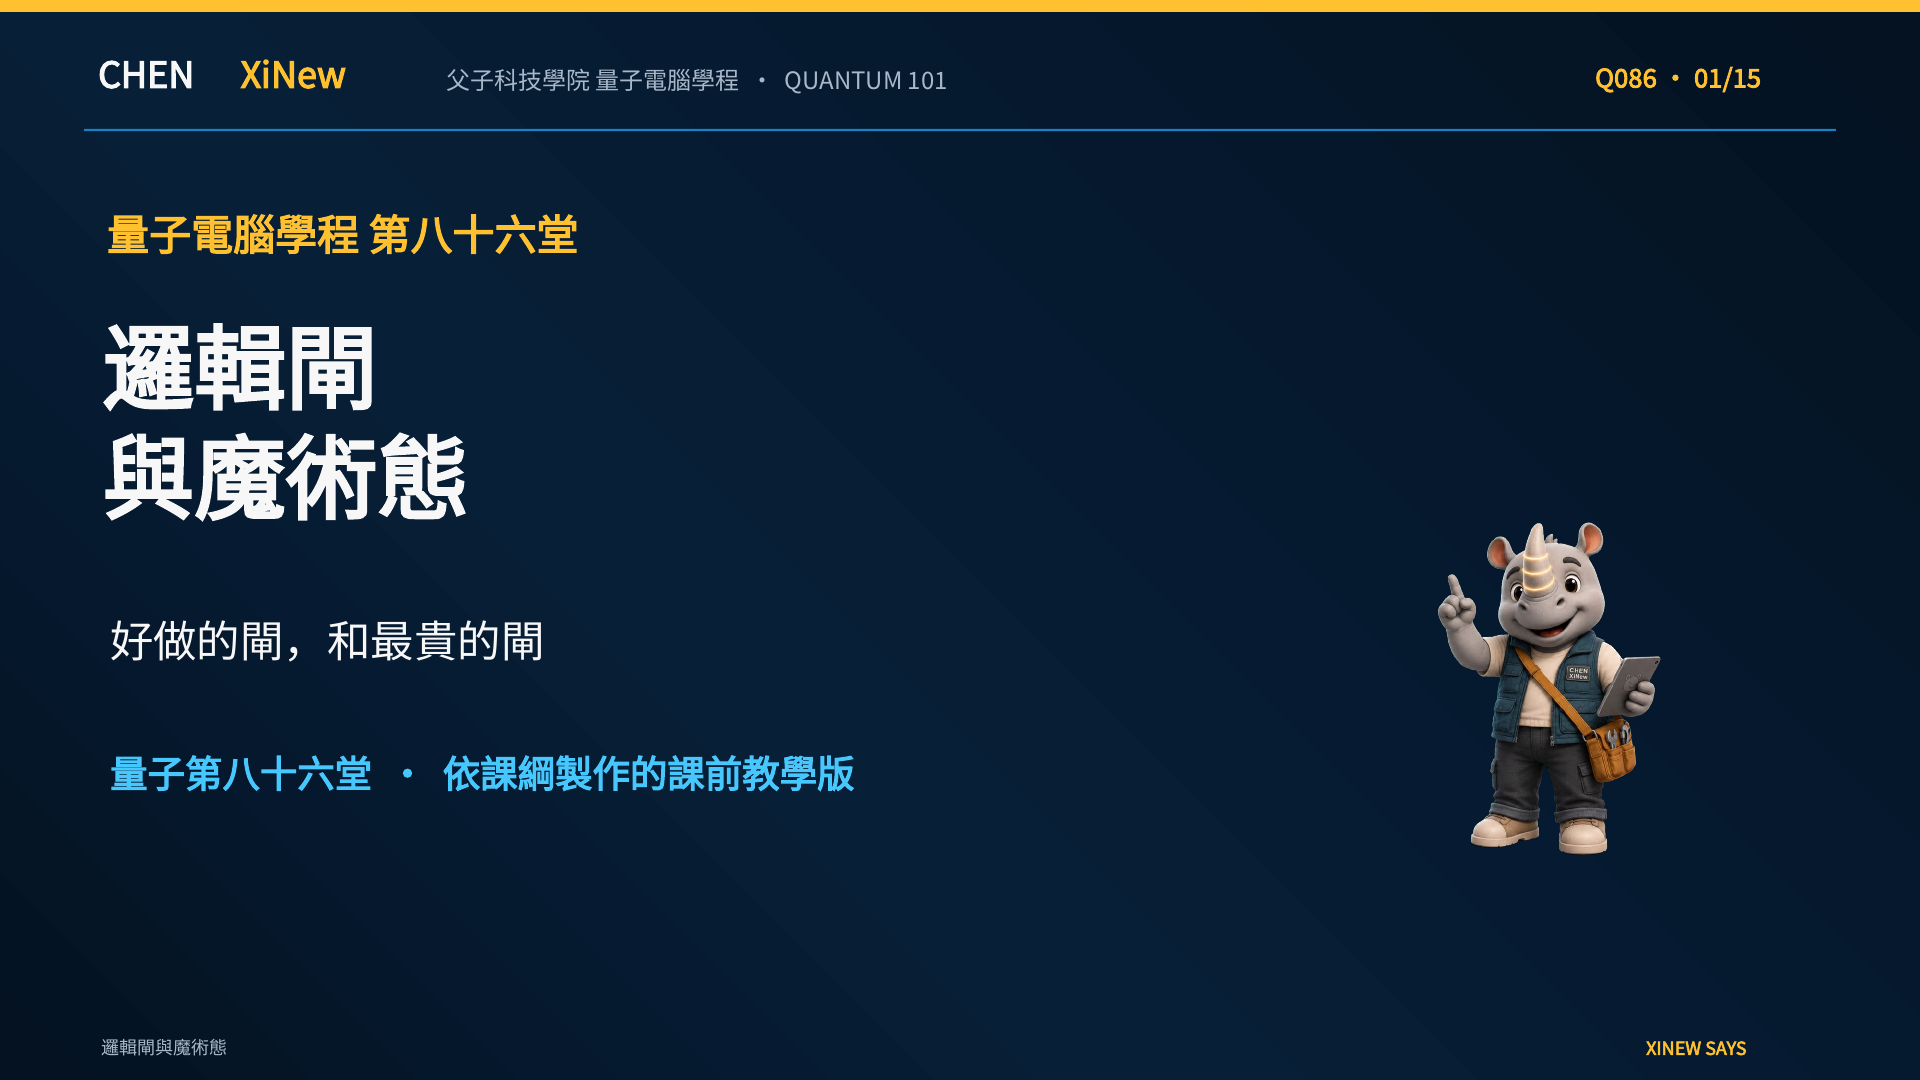 CHEN XiNew 父子科技學院 量子電腦學程 · QUANTUM 101 Q086 · 01/15
量子電腦學程 第八十六堂
邏輯閘
與魔術態
好做的閘，和最貴的閘
CHEN
XiNew
量子第八十六堂 · 依課綱製作的課前教學版
邏輯閘與魔術態 XINEW SAYS